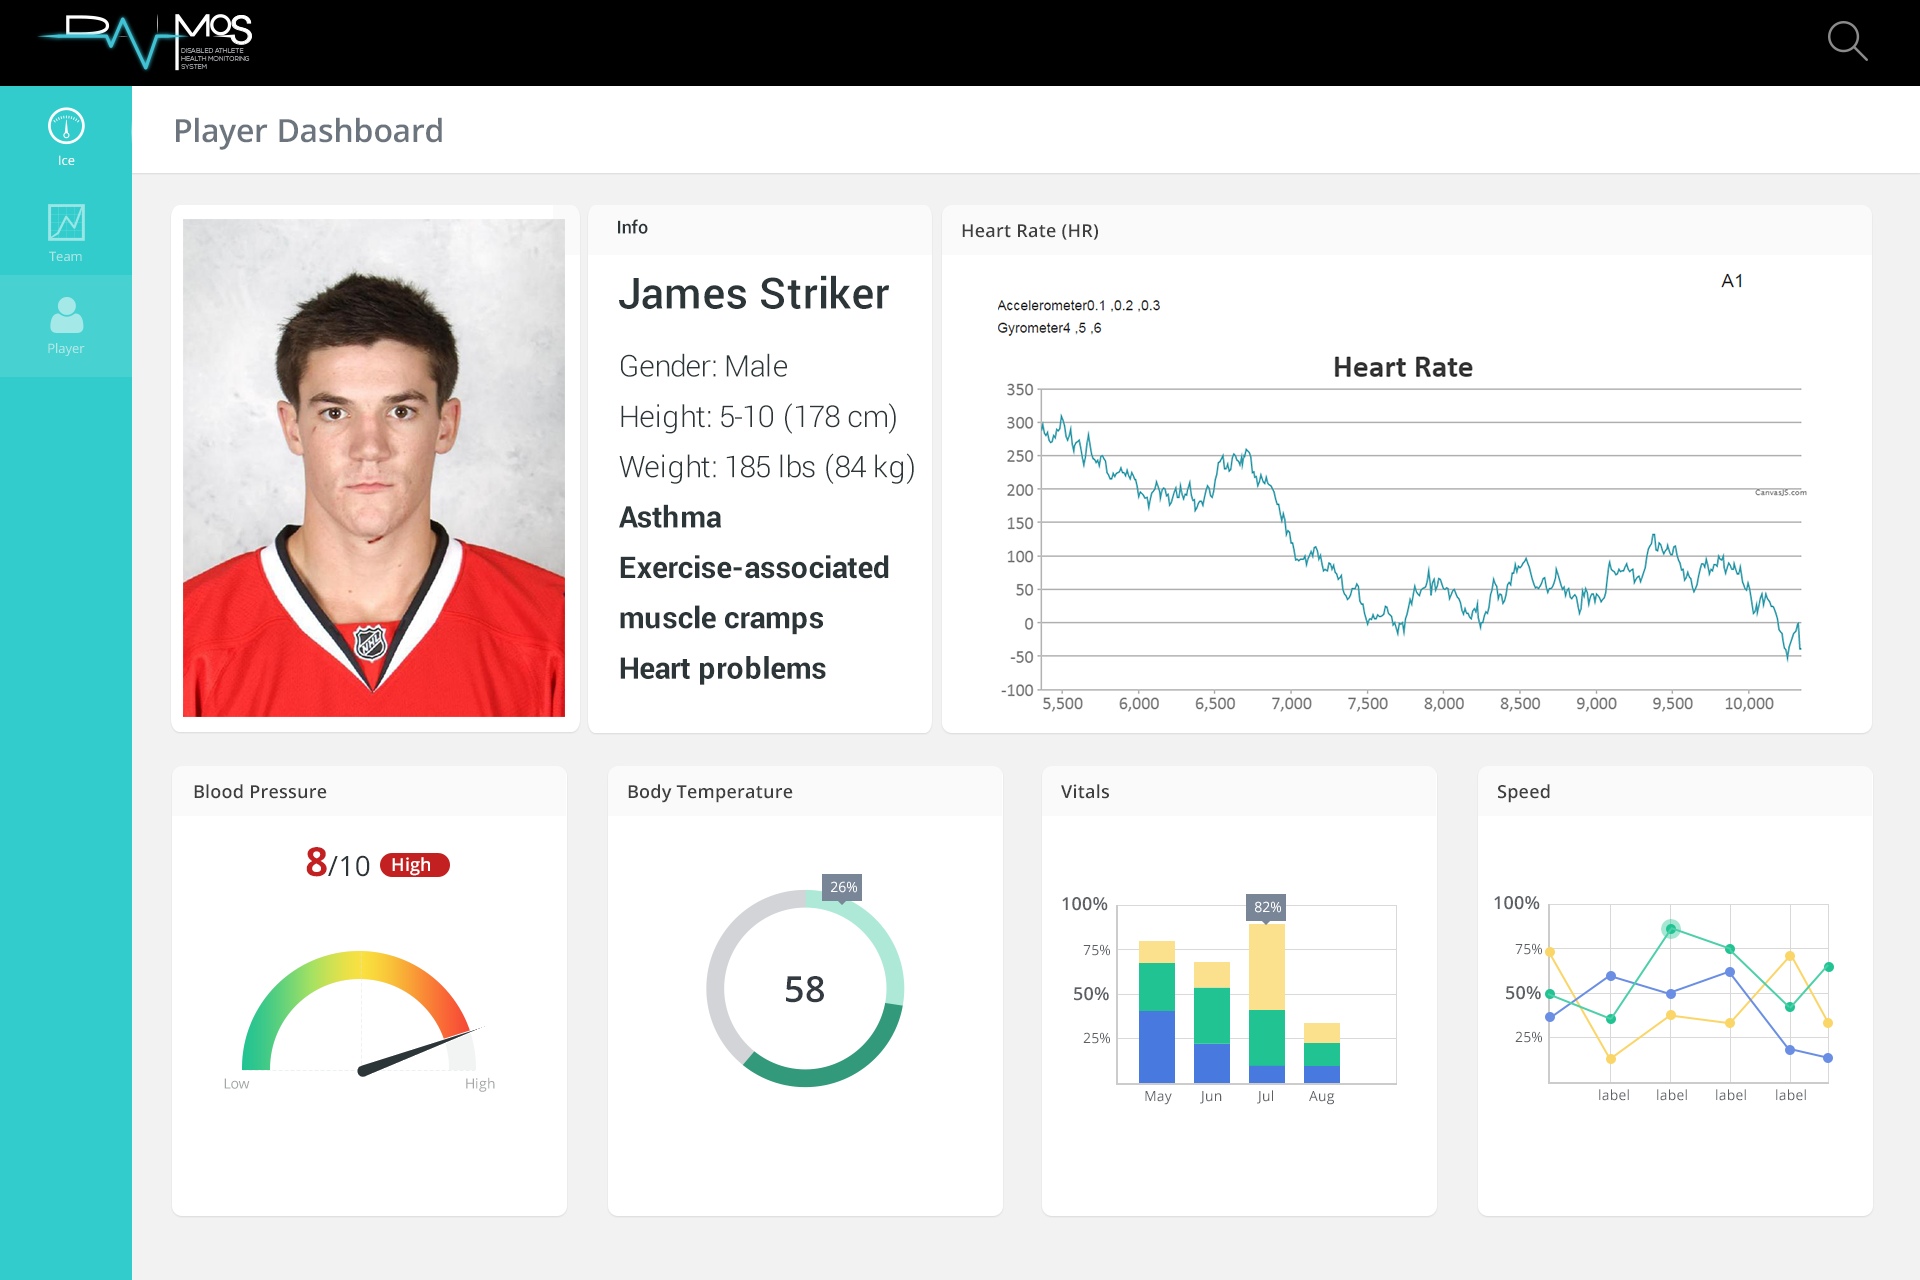 DAHMOS
DISABLED ATHLETE
HEALTH MONITORING
SYSTEM
Ice
Team
Player
Player Dashboard
Info
James Striker
Gender: Male
Height: 5-10 (178 cm)
Weight: 185 lbs (84 kg)
Asthma
Exercise-associated
muscle cramps
Heart problems
NHL
Heart Rate (HR)
A1
Accelerometer0.1 ,0.2 ,0.3
Gyrometer4 ,5 ,6
Heart Rate
350
300
250
200
150
100
50
0
-50
-100
CanvasJS.com
5,500 6,000 6,500 7,000 7,500 8,000 8,500 9,000 9,500 10,000
Blood Pressure
8/10 High
Low High
Body Temperature
26%
58
Vitals
82%
100%
75%
50%
25%
May Jun Jul Aug
Speed
100%
75%
50%
25%
label label label label